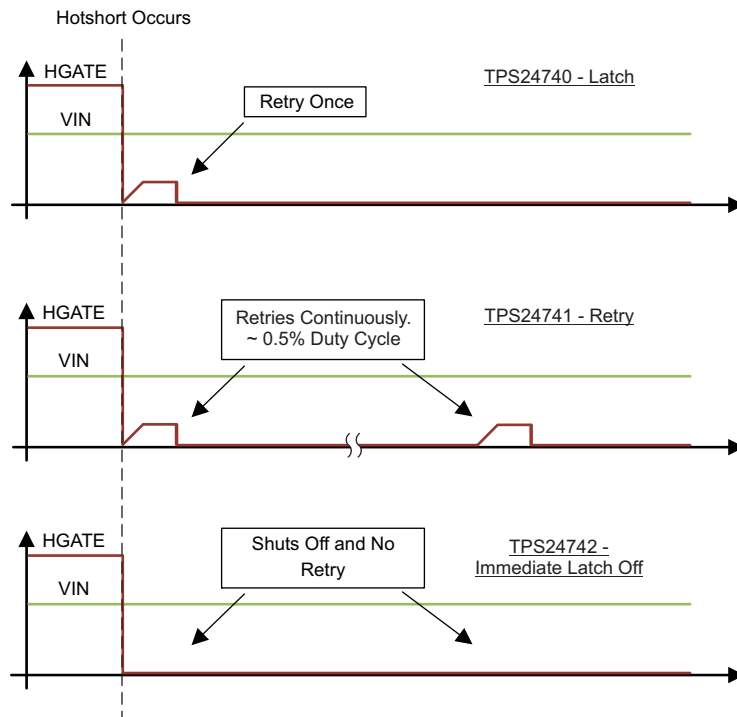 Hotshort Occurs
HGATE
VIN
Retry Once
TPS24740 - Latch
HGATE
VIN
Retries Continuously.
~ 0.5% Duty Cycle
TPS24741 - Retry
HGATE
VIN
Shuts Off and No
Retry
TPS24742 -
Immediate Latch Off